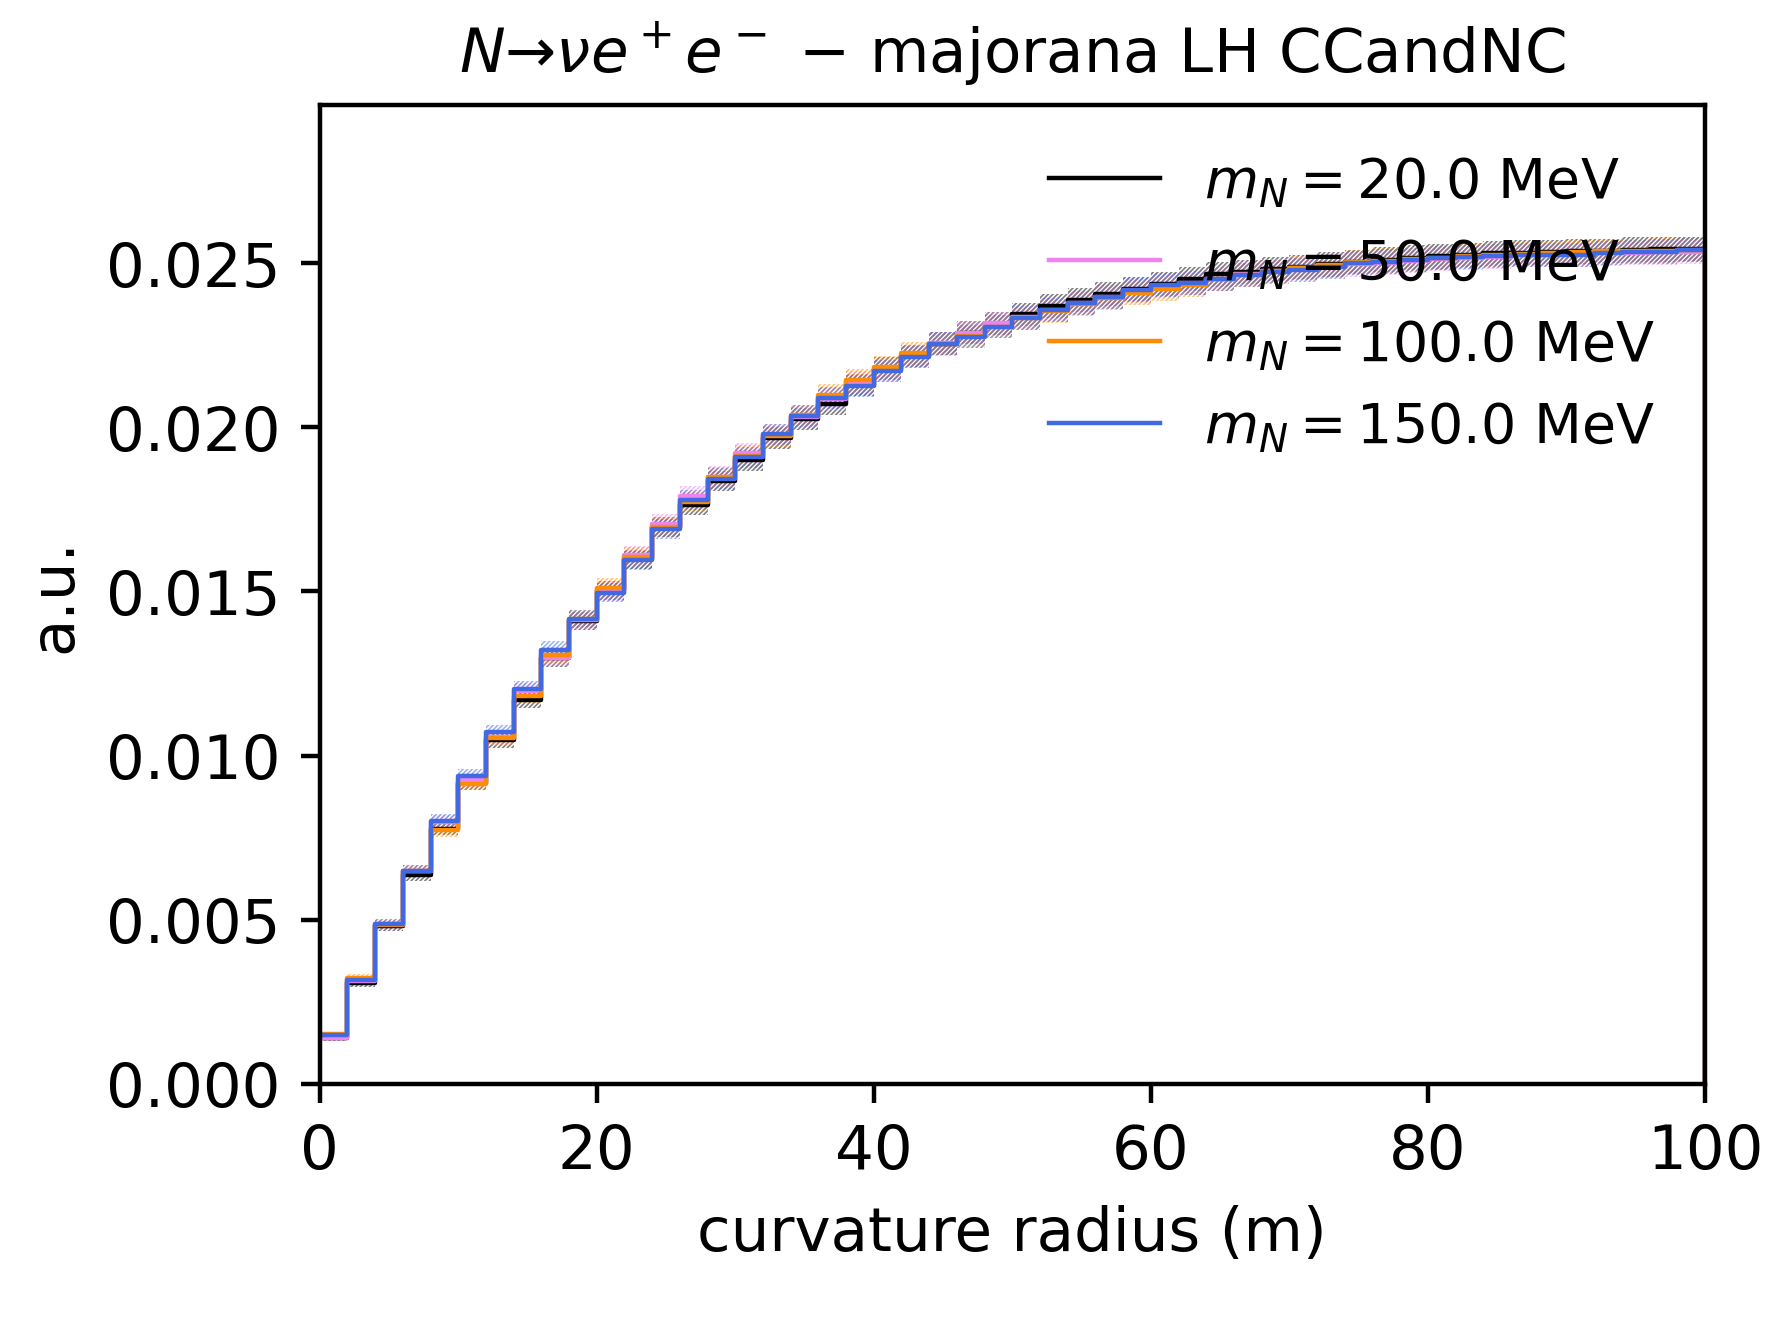 N→νe⁺e⁻ − majorana LH CCandNC
m_N = 20.0 MeV
m_N = 50.0 MeV
m_N = 100.0 MeV
m_N = 150.0 MeV
a.u.
0.025
0.020
0.015
0.010
0.005
0.000
0 20 40 60 80 100
curvature radius (m)